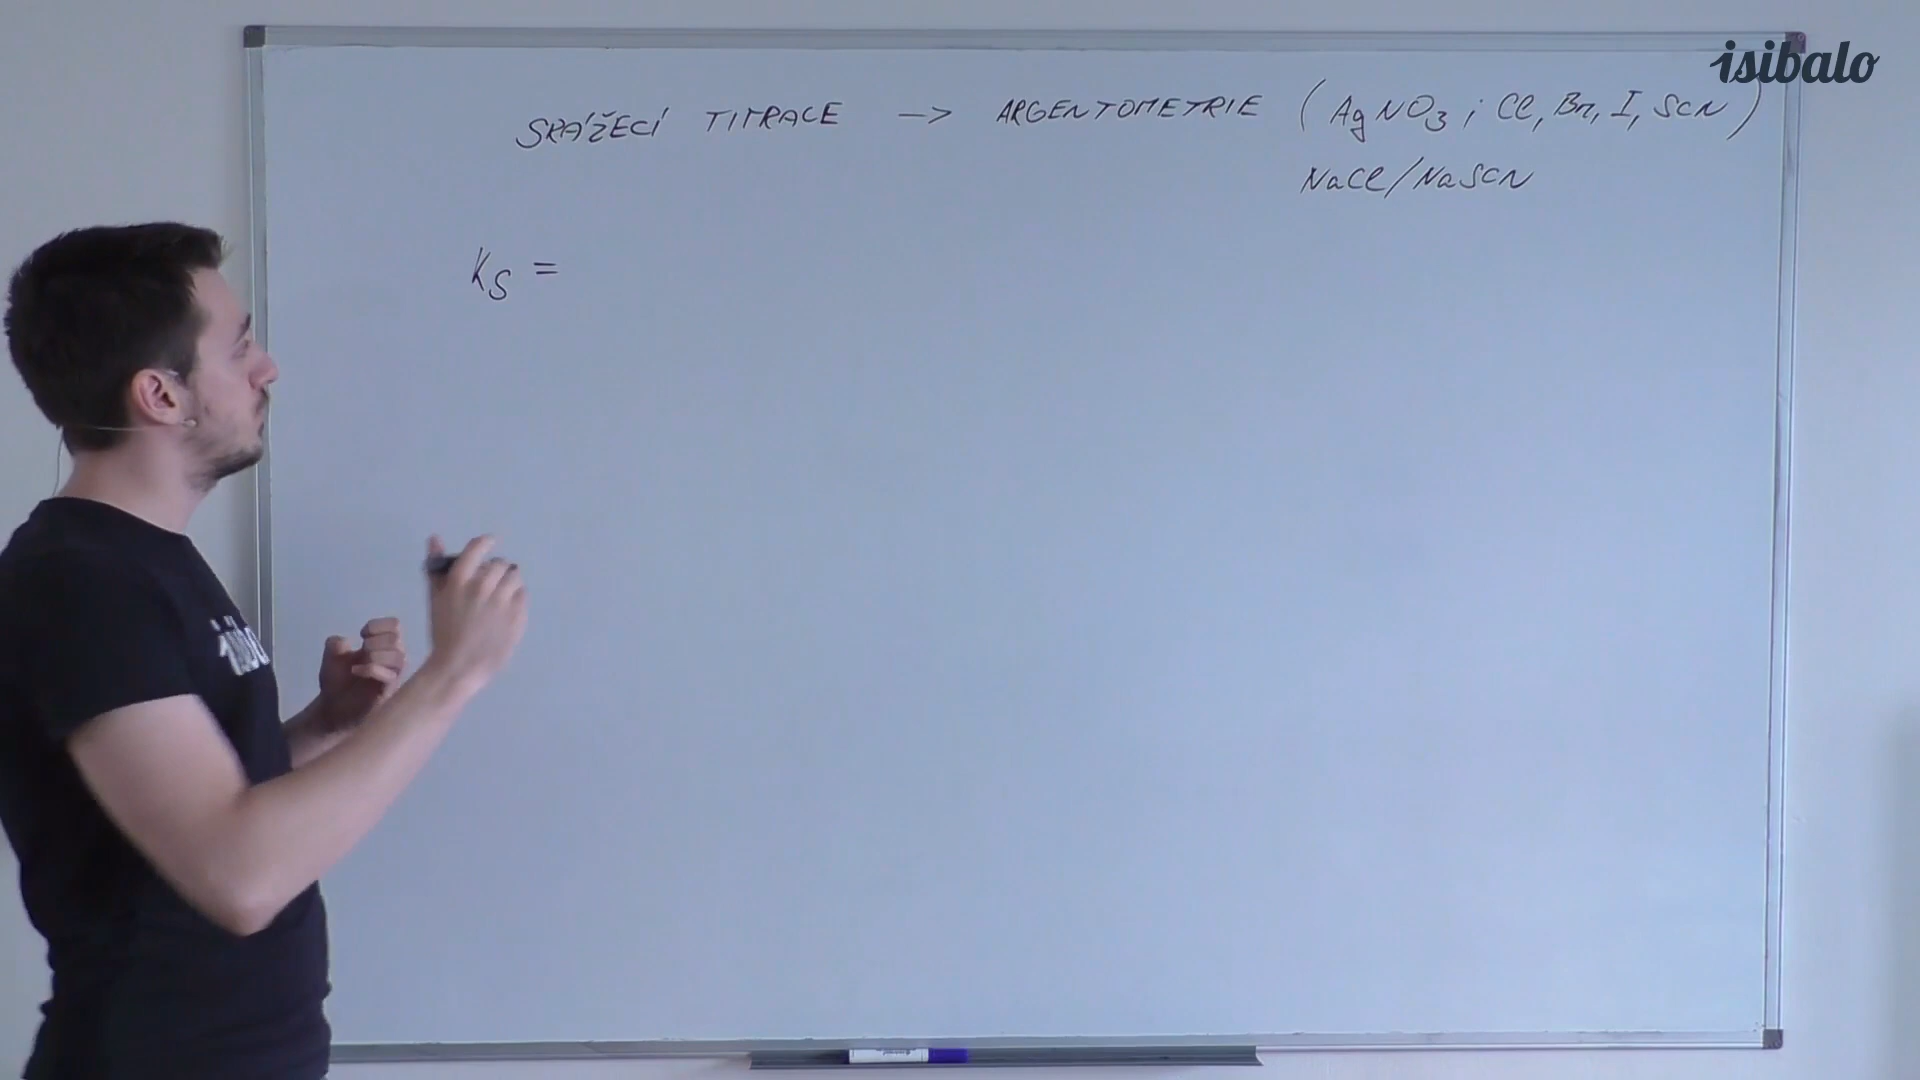 isibalo
SRÁŽECÍ TITRACE -> ARGENTOMETRIE (AgNO3; Cl, Br, I, SCN)
NaCl/NaSCN
KS =